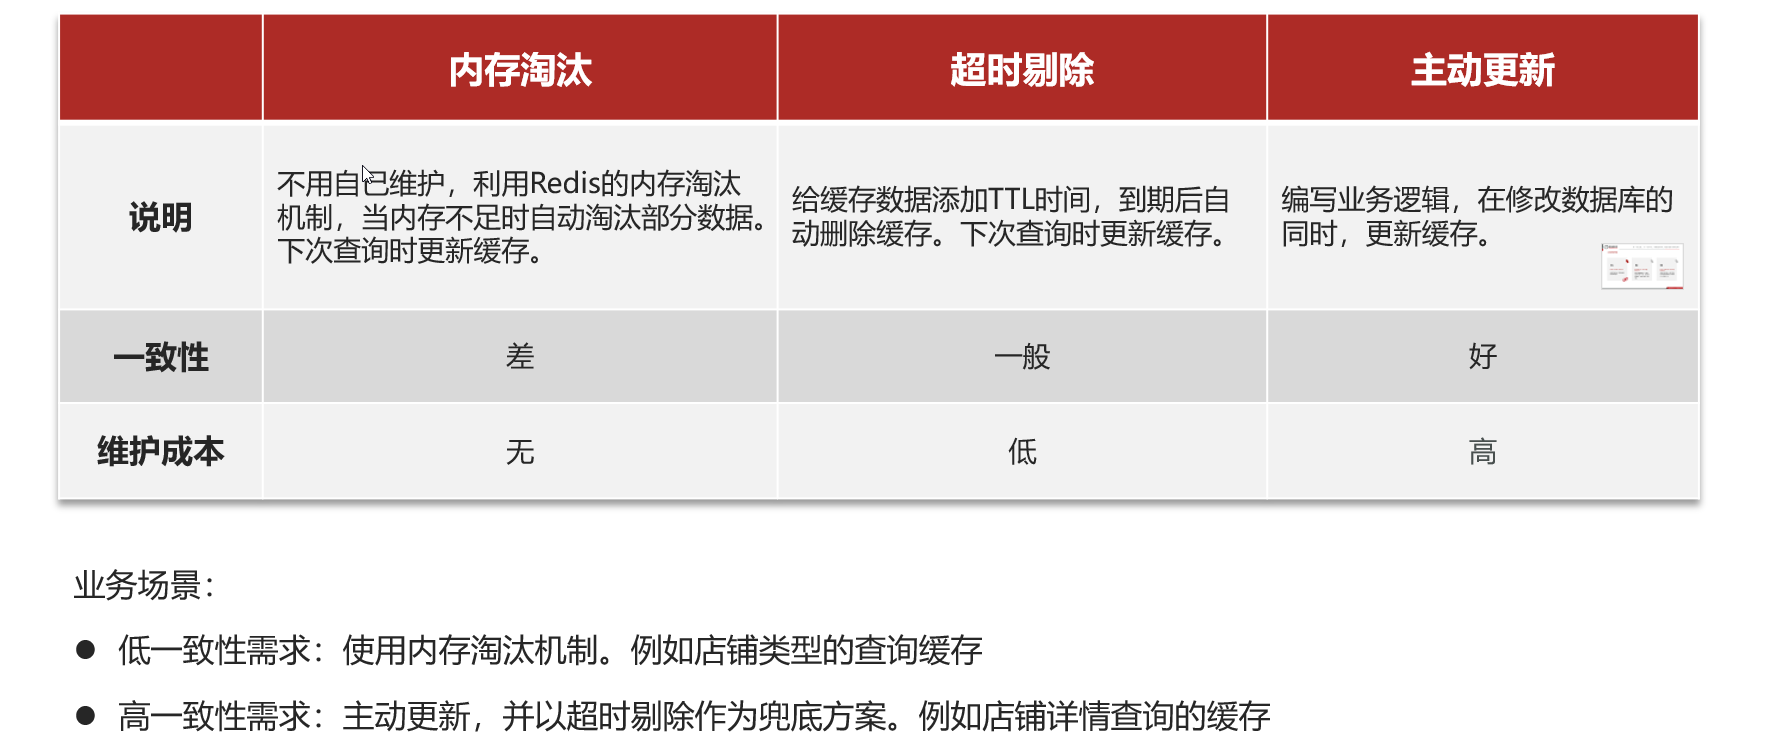 内存淘汰 超时剔除 主动更新
说明
不用自己维护，利用Redis的内存淘汰
机制，当内存不足时自动淘汰部分数据。
下次查询时更新缓存。
给缓存数据添加TTL时间，到期后自
动删除缓存。下次查询时更新缓存。
编写业务逻辑，在修改数据库的
同时，更新缓存。
一致性 差 一般 好
维护成本 无 低 高
业务场景：
● 低一致性需求：使用内存淘汰机制。例如店铺类型的查询缓存
● 高一致性需求：主动更新，并以超时剔除作为兜底方案。例如店铺详情查询的缓存